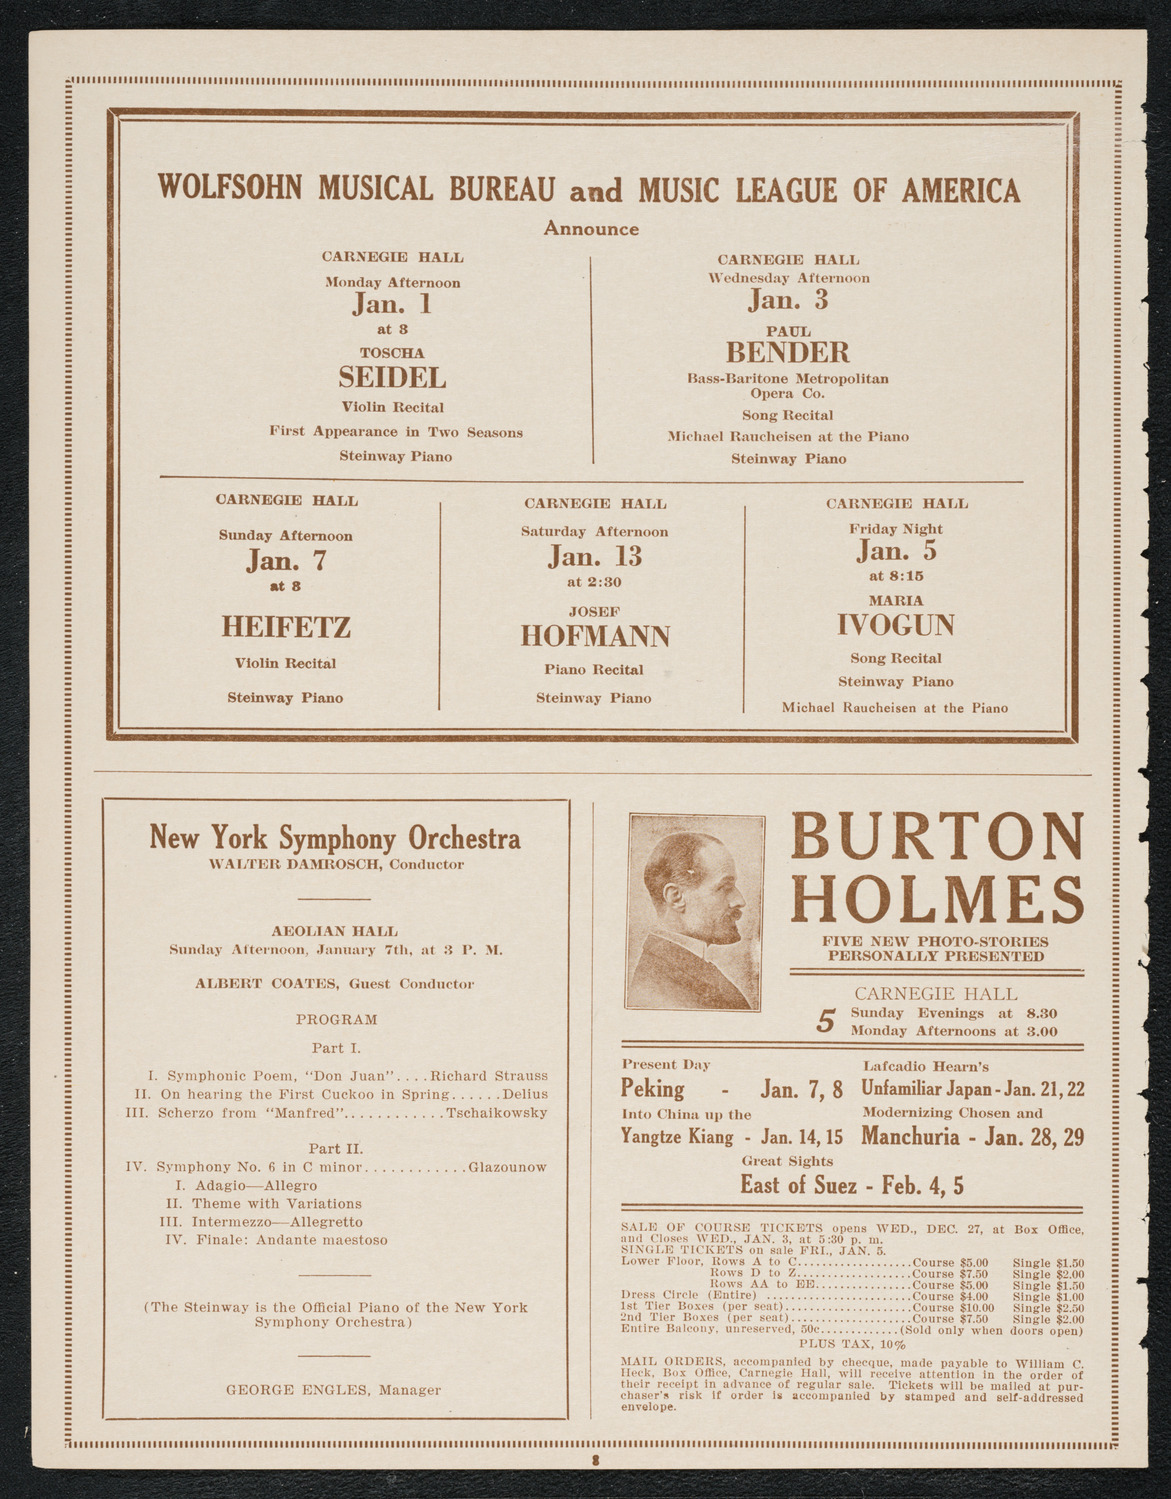 WOLFSOHN MUSICAL BUREAU and MUSIC LEAGUE OF AMERICA
Announce
CARNEGIE HALL
Monday Afternoon
Jan. 1
at 3
TOSCHA
SEIDEL
Violin Recital
First Appearance in Two Seasons
Steinway Piano
CARNEGIE HALL
Wednesday Afternoon
Jan. 3
PAUL
BENDER
Bass-Baritone Metropolitan
Opera Co.
Song Recital
Michael Raucheisen at the Piano
Steinway Piano
CARNEGIE HALL
Sunday Afternoon
Jan. 7
at 3
HEIFETZ
Violin Recital
Steinway Piano
CARNEGIE HALL
Saturday Afternoon
Jan. 13
at 2:30
JOSEF
HOFMANN
Piano Recital
Steinway Piano
CARNEGIE HALL
Friday Night
Jan. 5
at 8:15
MARIA
IVOGUN
Song Recital
Steinway Piano
Michael Raucheisen at the Piano
New York Symphony Orchestra
WALTER DAMROSCH, Conductor
AEOLIAN HALL
Sunday Afternoon, January 7th, at 3 P. M.
ALBERT COATES, Guest Conductor
PROGRAM
Part I.
I. Symphonic Poem, "Don Juan"....Richard Strauss
II. On hearing the First Cuckoo in Spring......Delius
III. Scherzo from "Manfred"............Tschaikowsky
Part II.
IV. Symphony No. 6 in C minor............Glazounow
I. Adagio—Allegro
II. Theme with Variations
III. Intermezzo—Allegretto
IV. Finale: Andante maestoso
(The Steinway is the Official Piano of the New York
Symphony Orchestra)
GEORGE ENGLES, Manager
BURTON
HOLMES
FIVE NEW PHOTO-STORIES
PERSONALLY PRESENTED
CARNEGIE HALL
5 Sunday Evenings at 8.30
Monday Afternoons at 3.00
Present Day
Peking - Jan. 7, 8
Into China up the
Yangtze Kiang - Jan. 14, 15
Lafcadio Hearn's
Unfamiliar Japan - Jan. 21, 22
Modernizing Chosen and
Manchuria - Jan. 28, 29
Great Sights
East of Suez - Feb. 4, 5
SALE OF COURSE TICKETS opens WED., DEC. 27, at Box Office,
and Closes WED., JAN. 3, at 5:30 p. m.
SINGLE TICKETS on sale FRI., JAN. 5.
Lower Floor, Rows A to C...................Course $5.00 Single $1.50
Rows D to Z...................Course $7.50 Single $2.00
Rows AA to EE................Course $5.00 Single $1.50
Dress Circle (Entire) ........................Course $4.00 Single $1.00
1st Tier Boxes (per seat).....................Course $10.00 Single $2.50
2nd Tier Boxes (per seat)....................Course $7.50 Single $2.00
Entire Balcony, unreserved, 50c.............(Sold only when doors open)
PLUS TAX, 10%
MAIL ORDERS, accompanied by checque, made payable to William C.
Heck, Box Office, Carnegie Hall, will receive attention in the order of
their receipt in advance of regular sale. Tickets will be mailed at pur-
chaser's risk if order is accompanied by stamped and self-addressed
envelope.
8